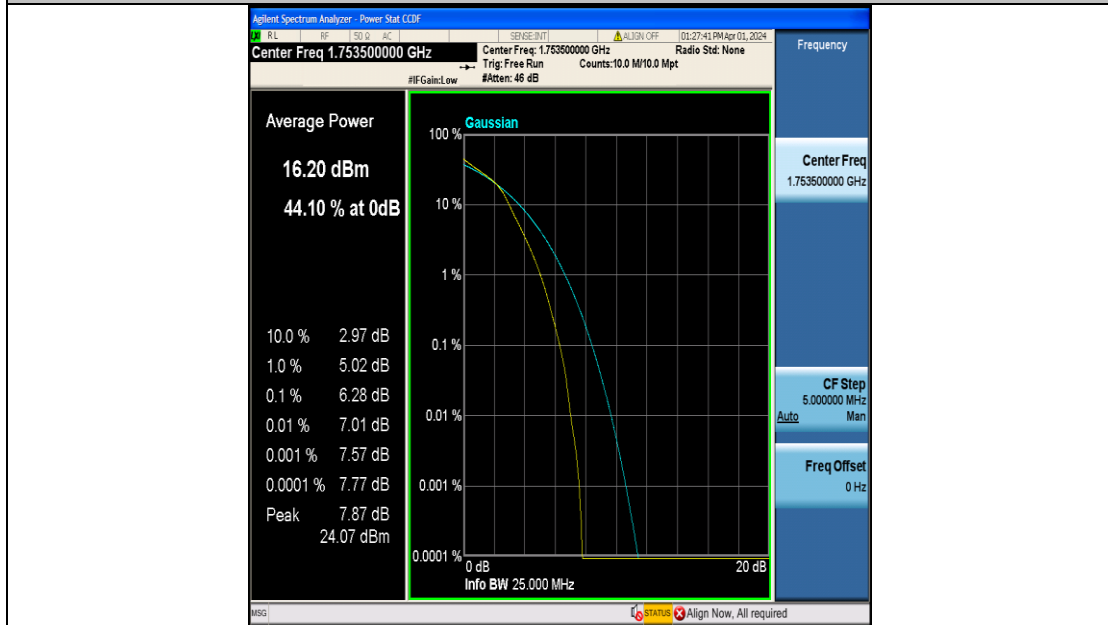 Agilent Spectrum Analyzer - Power Stat CCDF
RL RF 50 Ω AC SENSE:INT ALIGN OFF 01:27:41 PM Apr 01, 2024
Center Freq 1.753500000 GHz
Center Freq: 1.753500000 GHz Radio Std: None
Trig: Free Run Counts:10.0 M/10.0 Mpt
#IFGain:Low #Atten: 46 dB
Frequency
Average Power
16.20 dBm
44.10 % at 0dB
10.0 % 2.97 dB
1.0 % 5.02 dB
0.1 % 6.28 dB
0.01 % 7.01 dB
0.001 % 7.57 dB
0.0001 % 7.77 dB
Peak 7.87 dB
24.07 dBm
Gaussian
100 %
10 %
1 %
0.1 %
0.01 %
0.001 %
0.0001 %
0 dB 20 dB
Info BW 25.000 MHz
Center Freq
1.753500000 GHz
CF Step
5.000000 MHz
Auto Man
Freq Offset
0 Hz
MSG STATUS Align Now, All required